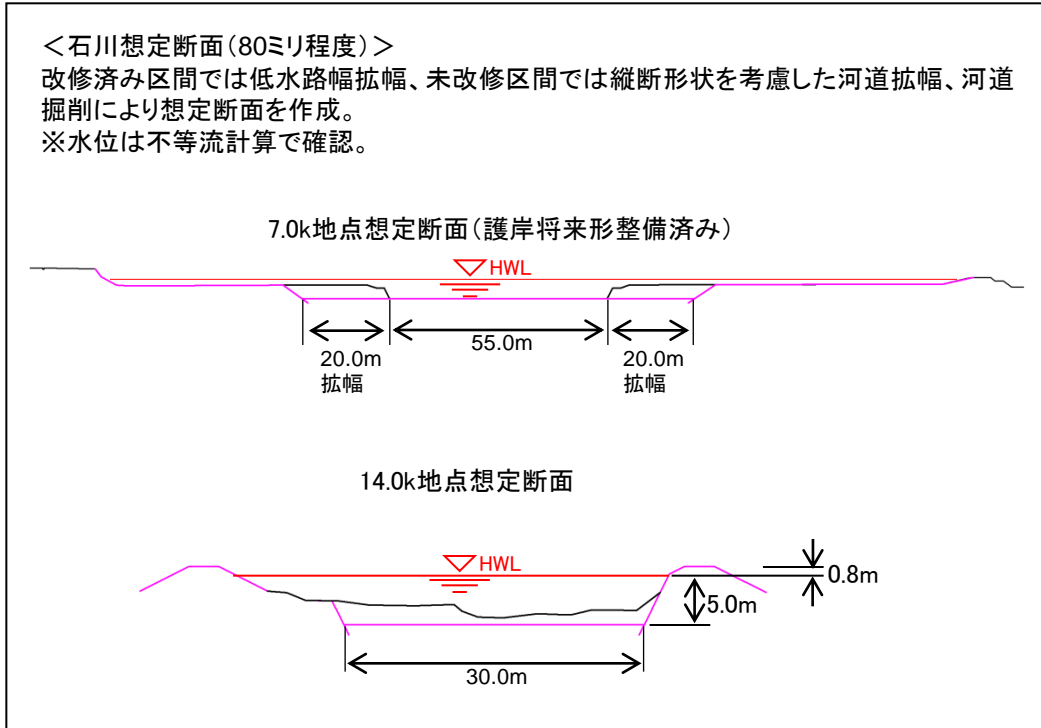 ＜石川想定断面（80ミリ程度）＞
改修済み区間では低水路幅拡幅、未改修区間では縦断形状を考慮した河道拡幅、河道
掘削により想定断面を作成。
※水位は不等流計算で確認。
7.0k地点想定断面（護岸将来形整備済み）
HWL
20.0m
拡幅
55.0m
20.0m
拡幅
14.0k地点想定断面
HWL
0.8m
5.0m
30.0m